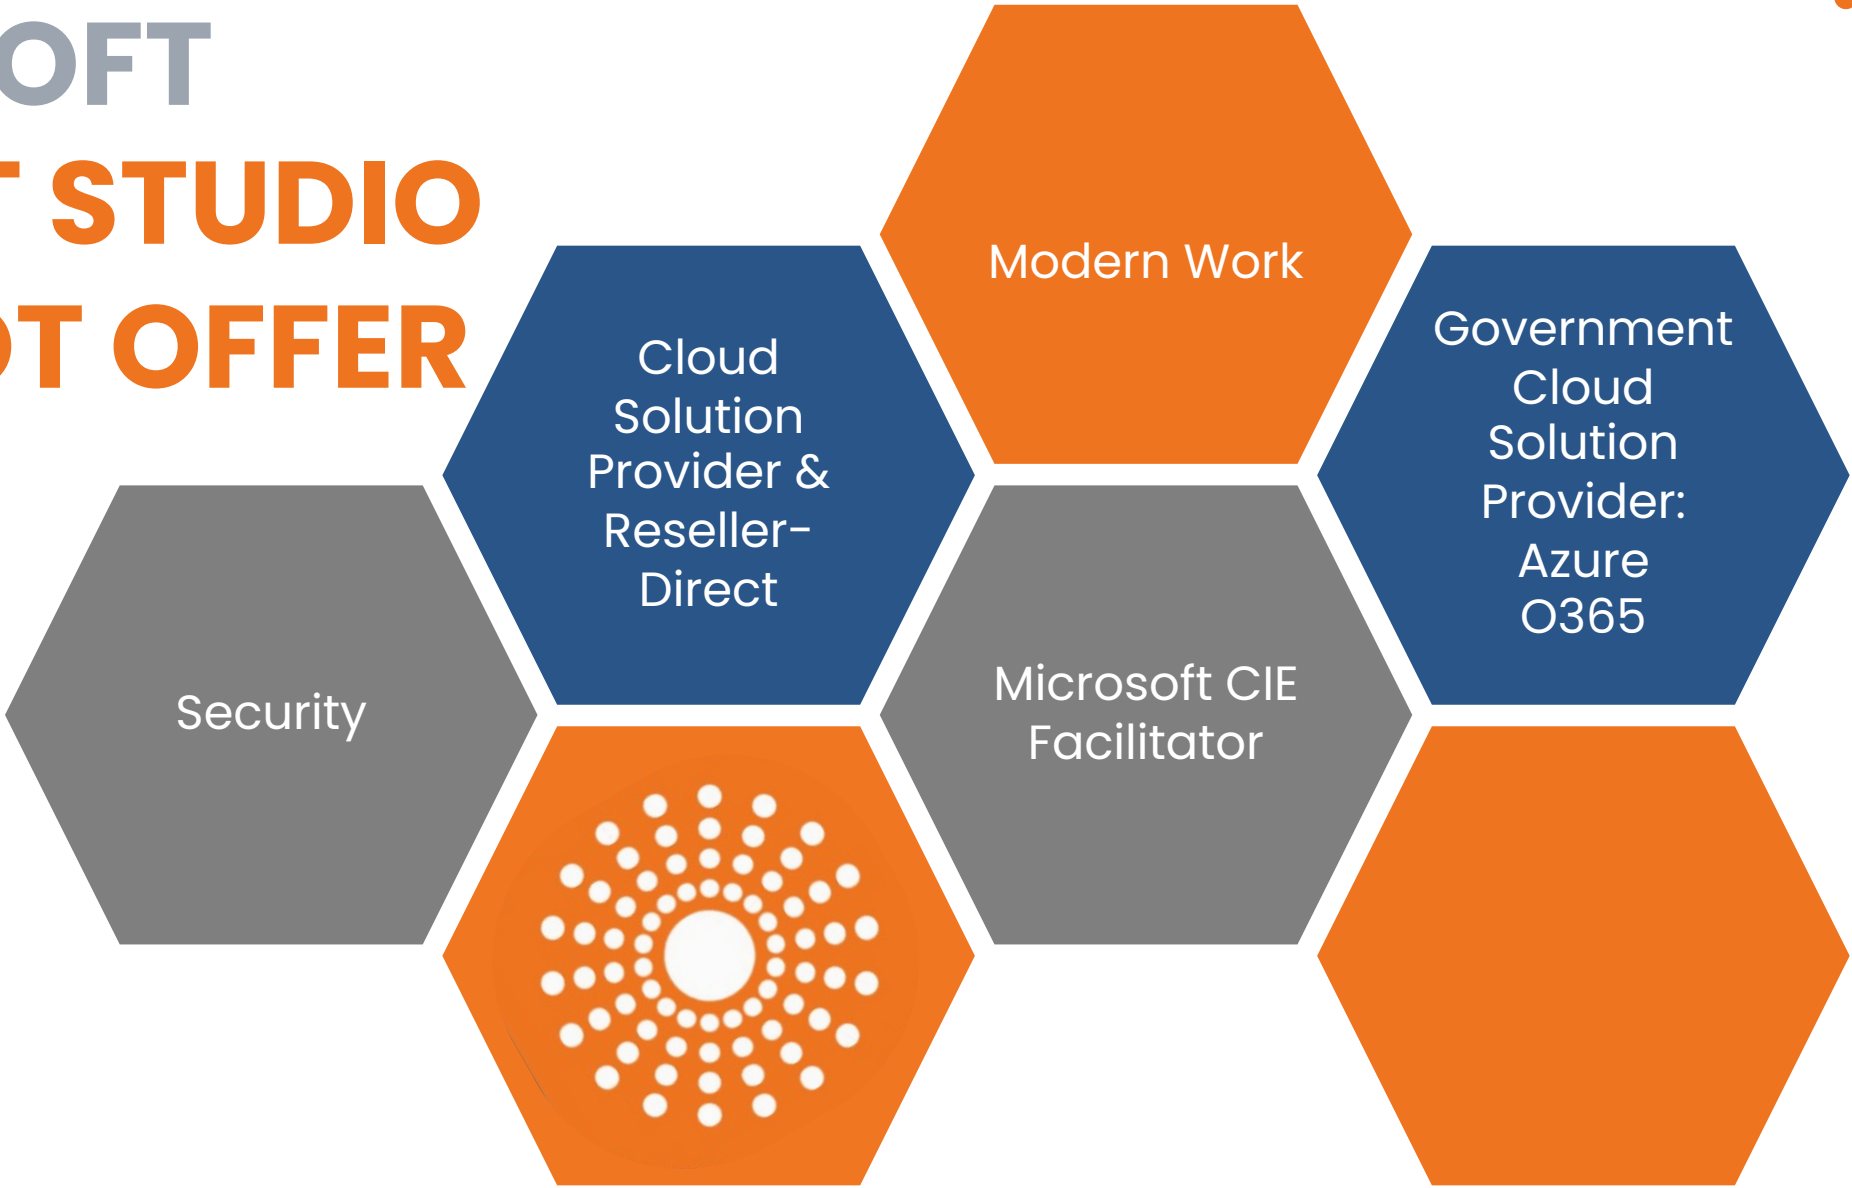 OFT
T STUDIO
OT OFFER
Modern Work
Cloud
Solution
Provider &
Reseller-
Direct
Government
Cloud
Solution
Provider:
Azure
O365
Security
Microsoft CIE
Facilitator